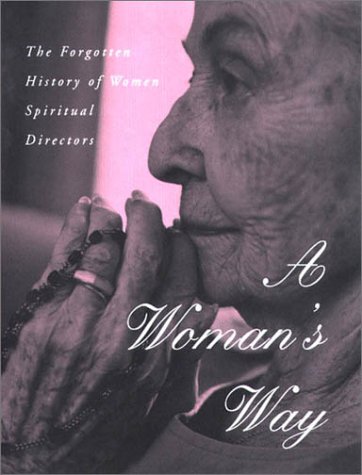 The Forgotten
History of Women
Spiritual
Directors
A
Woman's
Way